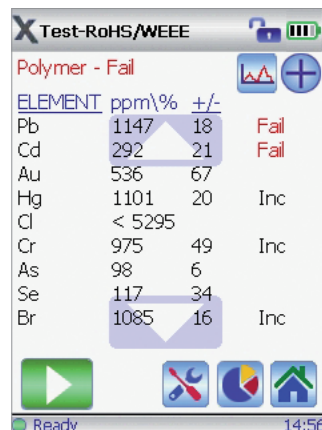 Test-RoHS/WEEE
Polymer - Fail
ELEMENT ppm\% +/-
Pb 1147 18 Fail
Cd 292 21 Fail
Au 536 67
Hg 1101 20 Inc
Cl < 5295
Cr 975 49 Inc
As 98 6
Se 117 34
Br 1085 16 Inc
Ready 14:56